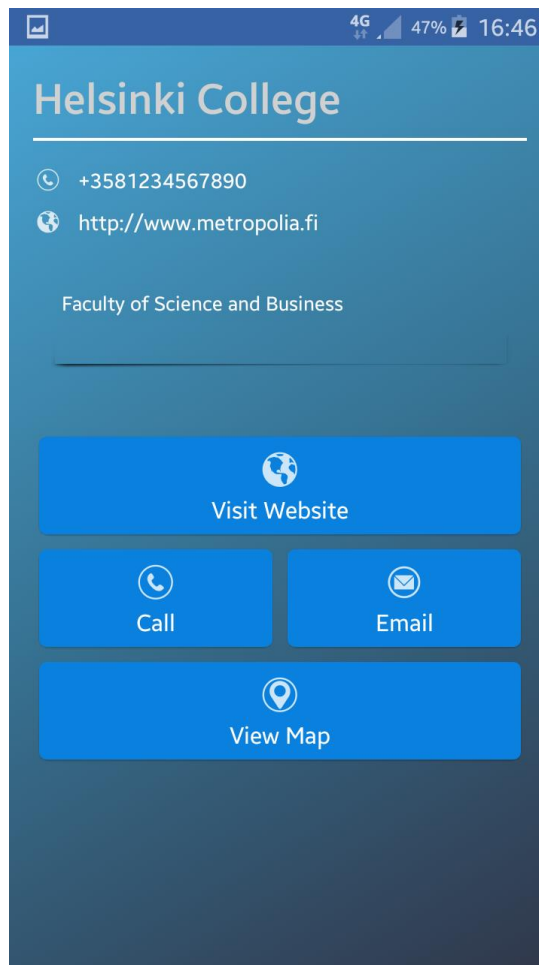 4G 47% 16:46
Helsinki College
+3581234567890
http://www.metropolia.fi
Faculty of Science and Business
Visit Website
Call Email
View Map